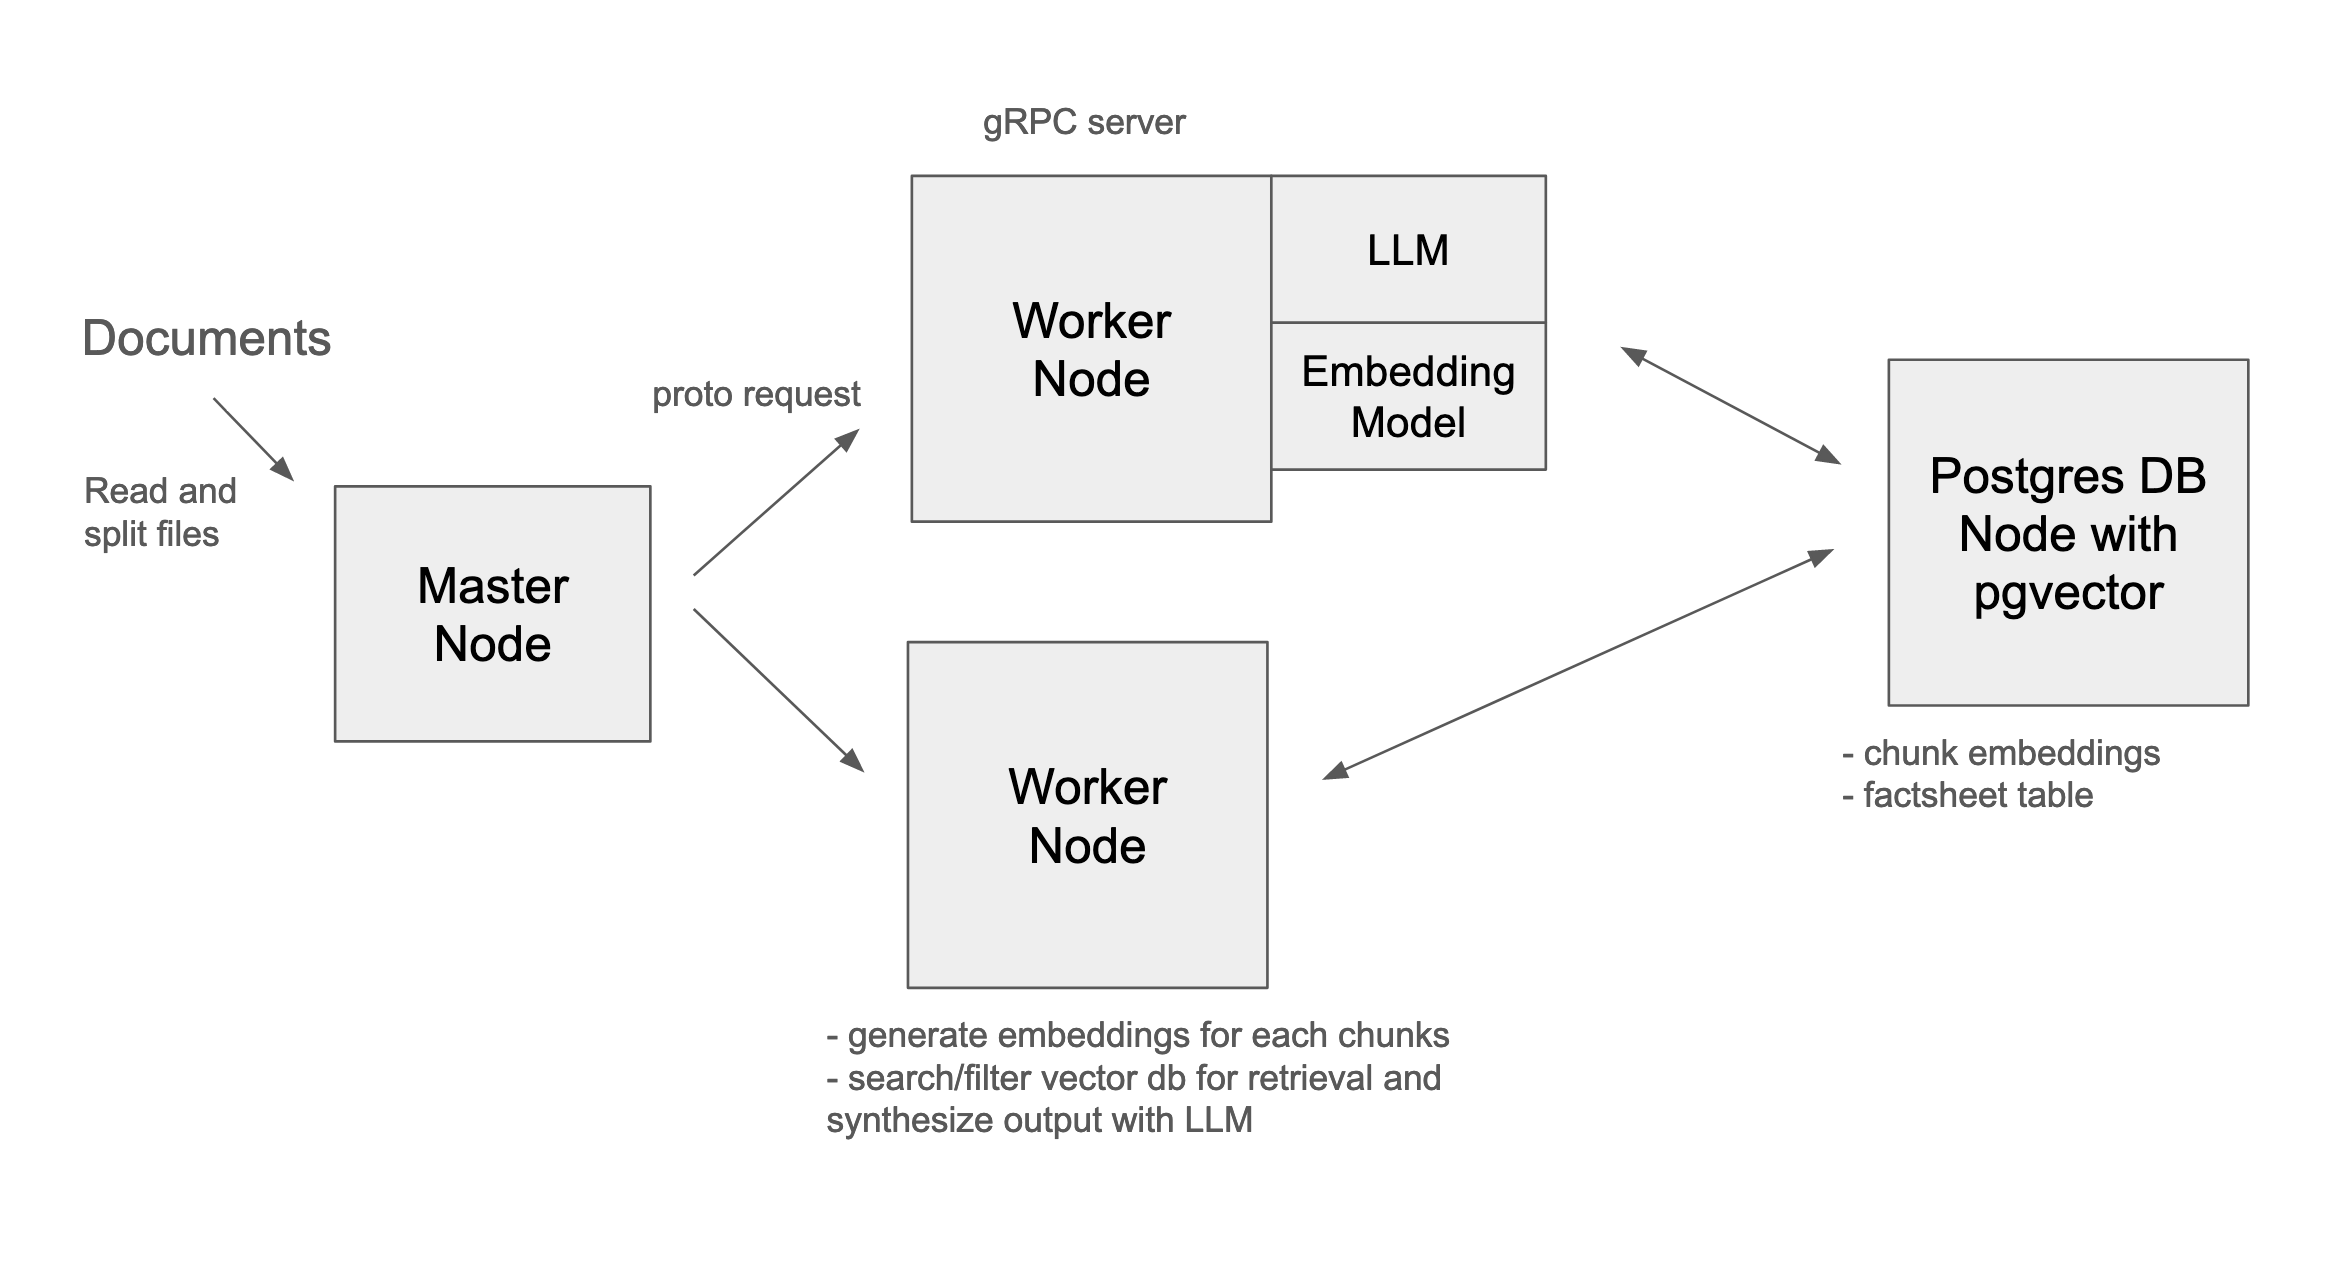 gRPC server
Documents
Read and
split files
Master
Node
proto request
Worker
Node
LLM
Embedding
Model
Worker
Node
- generate embeddings for each chunks
- search/filter vector db for retrieval and
synthesize output with LLM
Postgres DB
Node with
pgvector
- chunk embeddings
- factsheet table